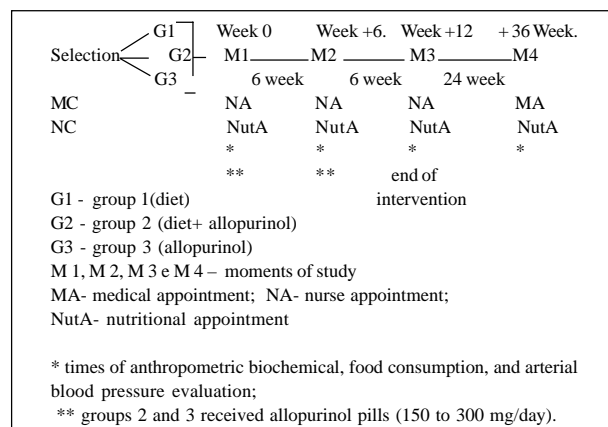 G1 Week 0 Week +6. Week +12 + 36 Week.
Selection G2 M1 M2 M3 M4
G3 6 week 6 week 24 week
MC NA NA NA MA
NC NutA NutA NutA NutA
* * * *
** ** end of
G1 - group 1(diet) intervention
G2 - group 2 (diet+ allopurinol)
G3 - group 3 (allopurinol)
M 1, M 2, M 3 e M 4 – moments of study
MA- medical appointment; NA- nurse appointment;
NutA- nutritional appointment
* times of anthropometric biochemical, food consumption, and arterial
blood pressure evaluation;
** groups 2 and 3 received allopurinol pills (150 to 300 mg/day).